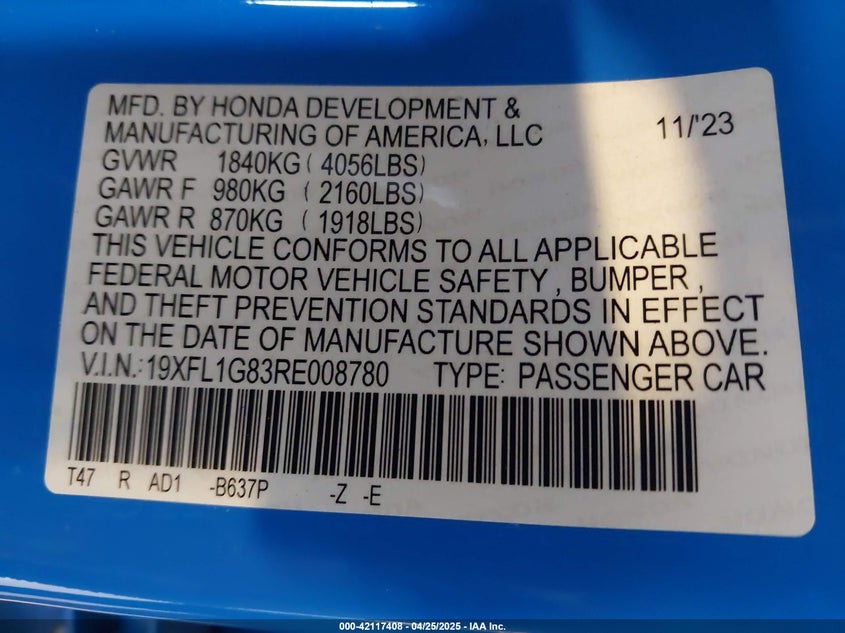 MFD. BY HONDA DEVELOPMENT &
MANUFACTURING OF AMERICA, LLC 11/'23
GVWR 1840KG ( 4056LBS)
GAWR F 980KG ( 2160LBS)
GAWR R 870KG ( 1918LBS)
THIS VEHICLE CONFORMS TO ALL APPLICABLE
FEDERAL MOTOR VEHICLE SAFETY , BUMPER ,
AND THEFT PREVENTION STANDARDS IN EFFECT
ON THE DATE OF MANUFACTURE SHOWN ABOVE.
V.I.N.: 19XFL1G83RE008780 TYPE: PASSENGER CAR
T47 R AD1 -B637P -Z -E
000-42117408 - 04/25/2025 - IAA Inc.